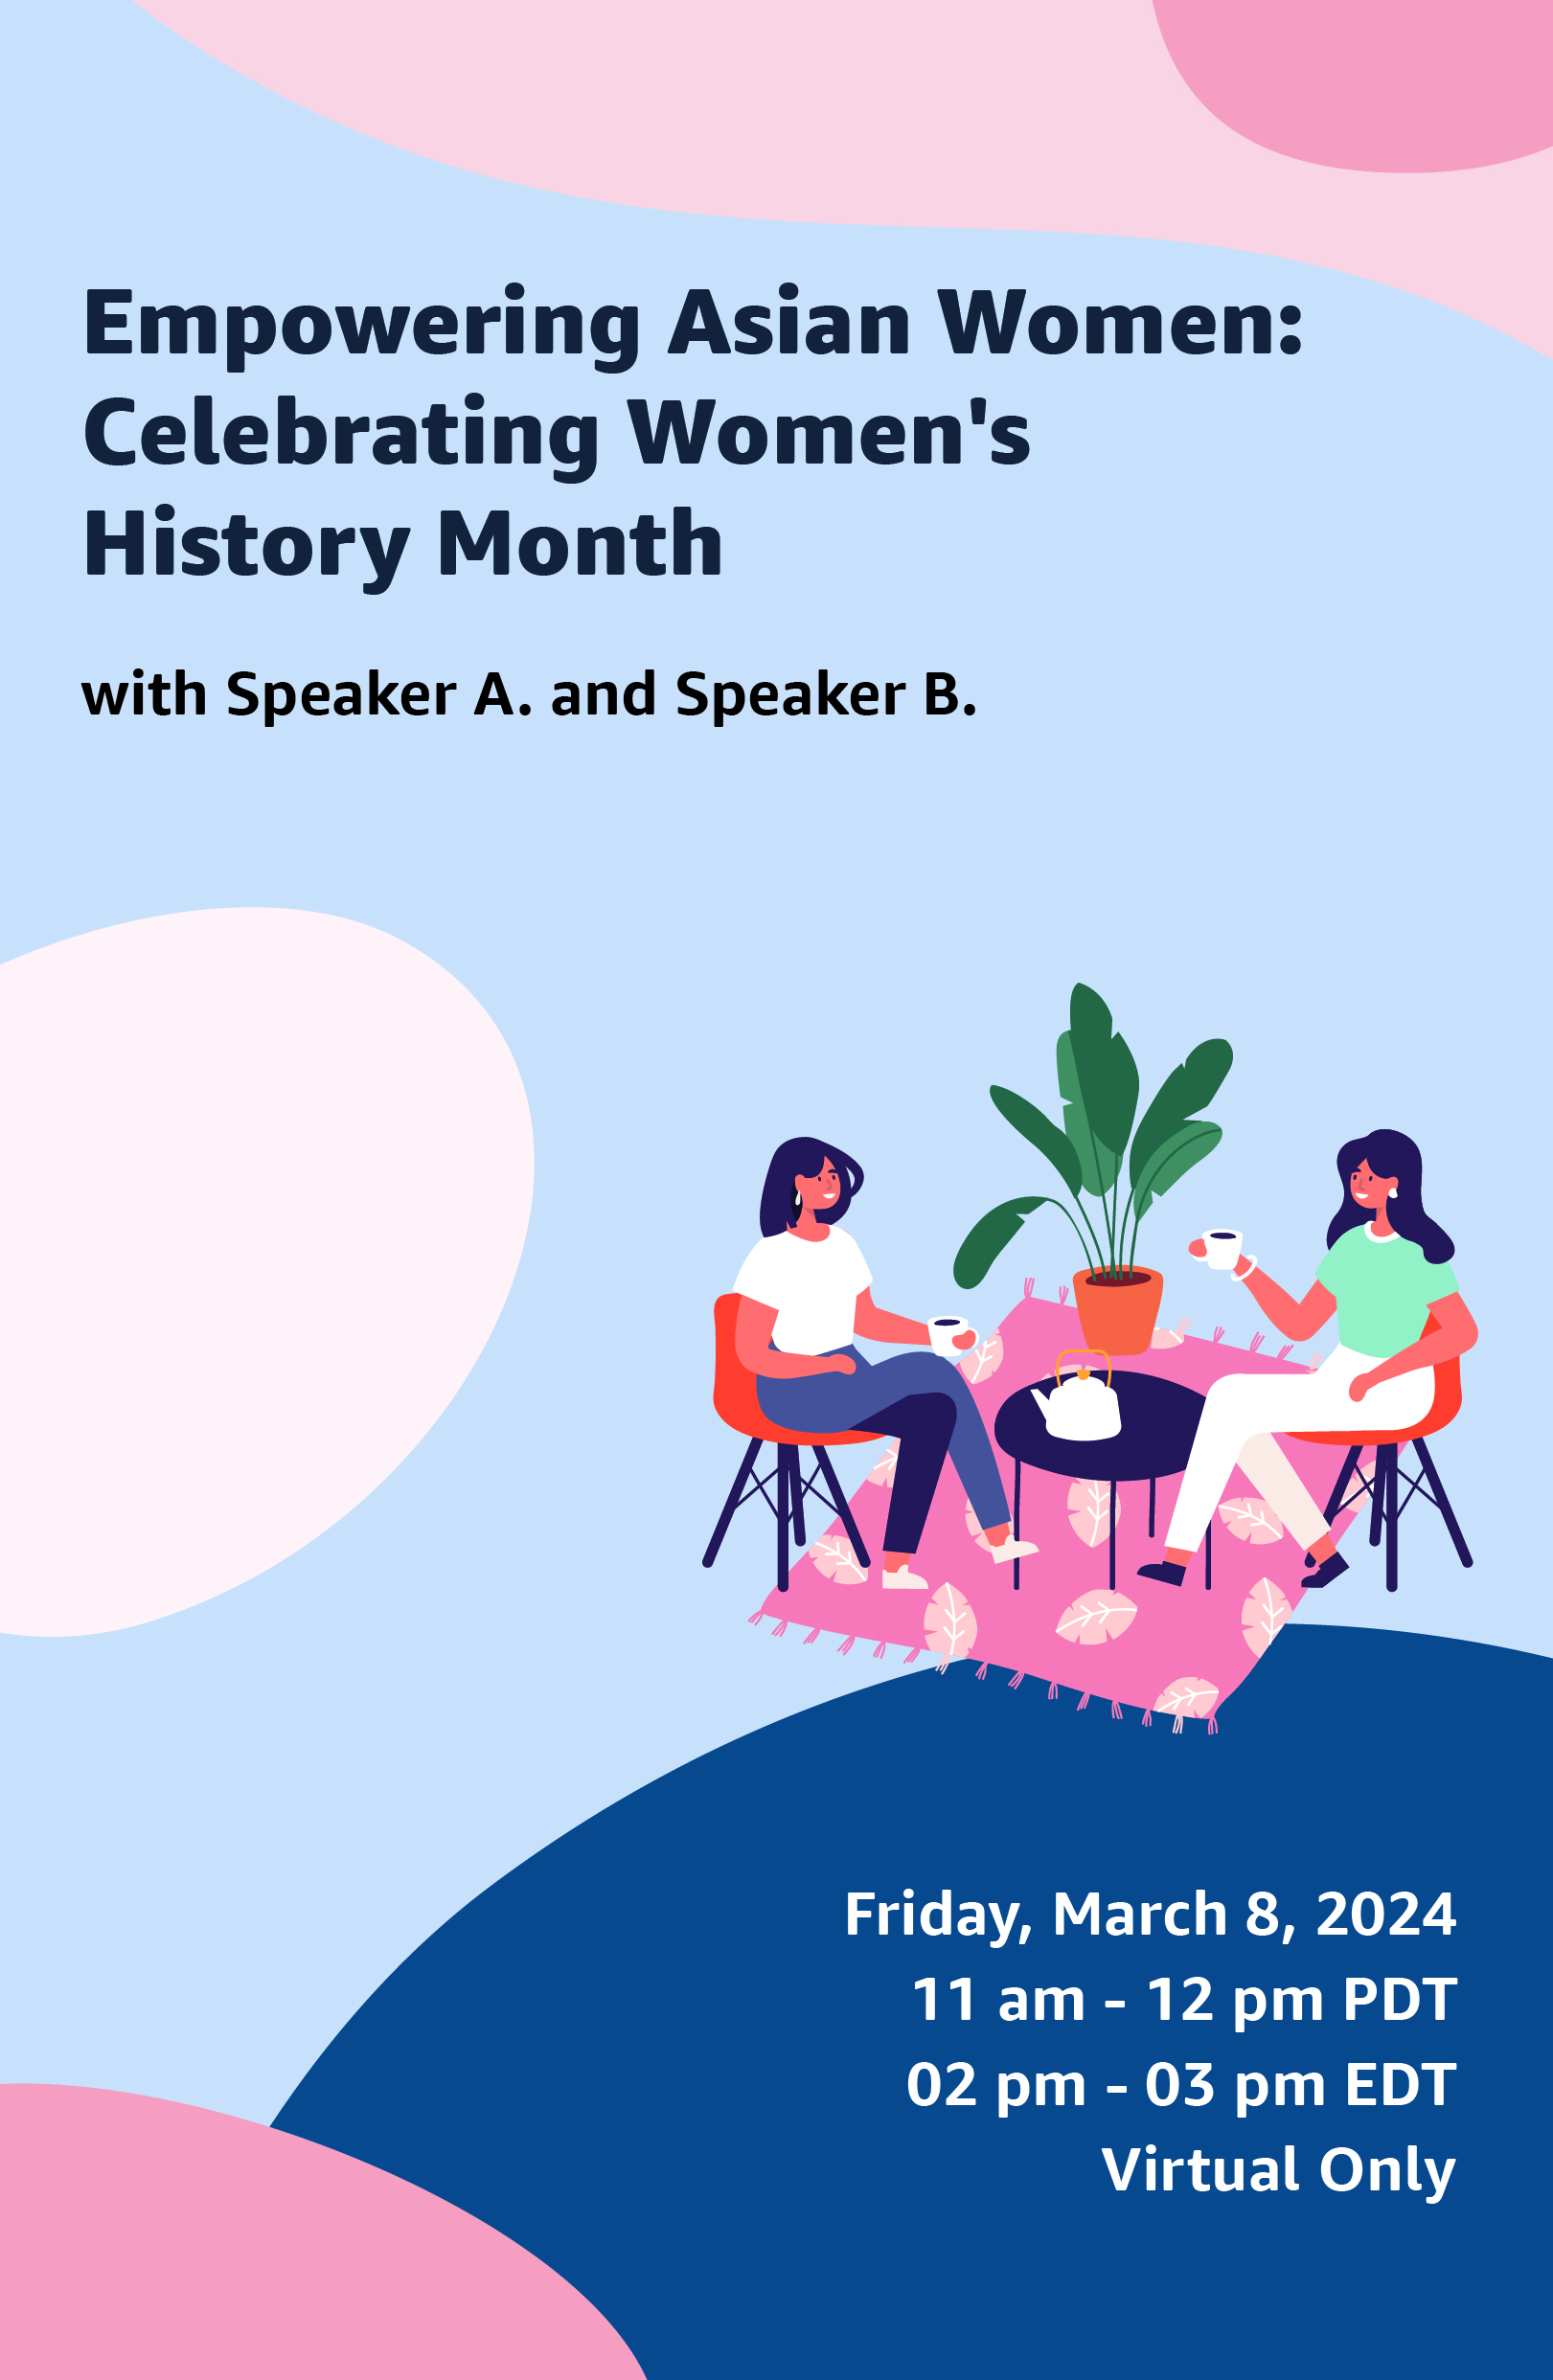 Empowering Asian Women:
Celebrating Women's
History Month
with Speaker A. and Speaker B.
Friday, March 8, 2024
11 am - 12 pm PDT
02 pm - 03 pm EDT
Virtual Only